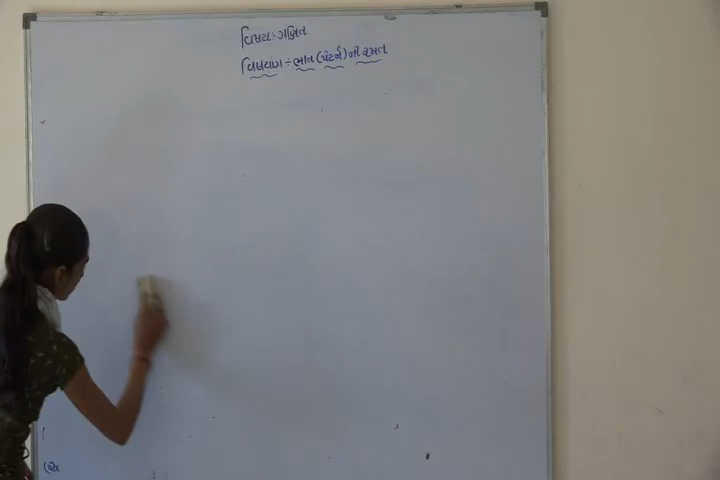 વિષય:- ગણિત
વિષયાંગ :- ભાત (પેટર્ન) ની રમત